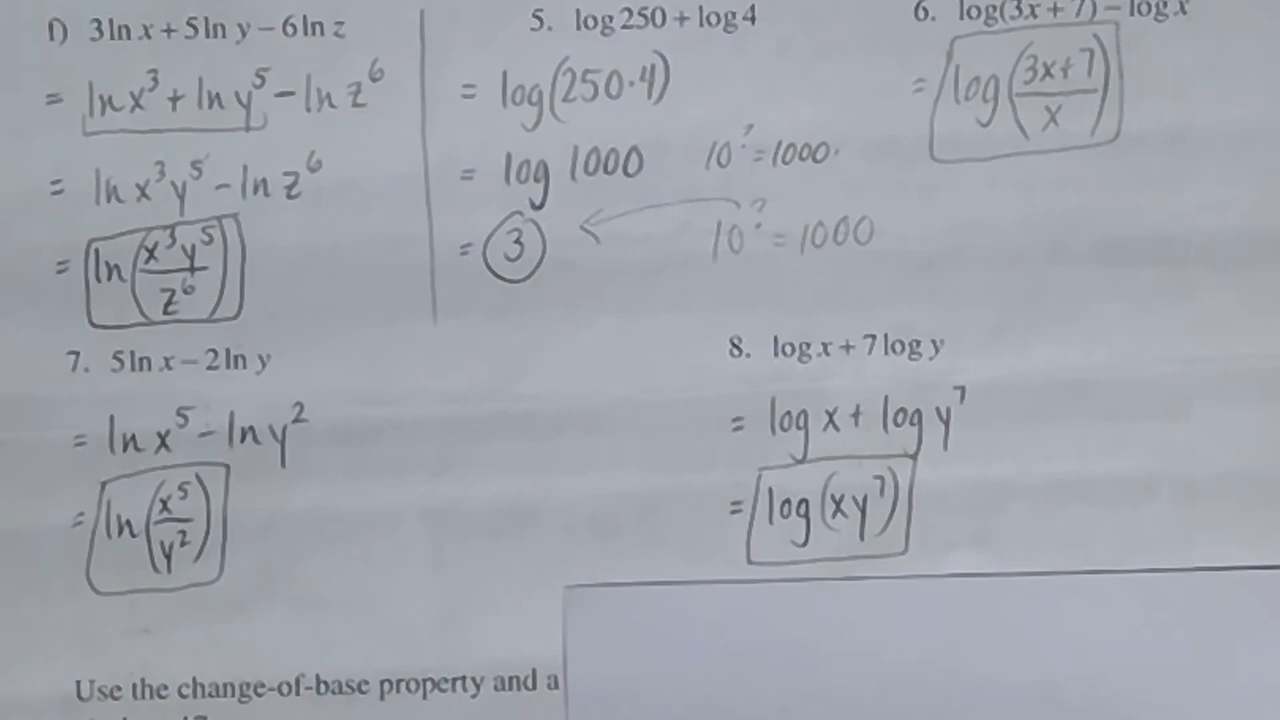 f) 3 ln x + 5 ln y − 6 ln z
= ln x³ + ln y⁵ − ln z⁶
= ln x³y⁵ − ln z⁶
= ln(x³y⁵/z⁶)
5. log 250 + log 4
= log(250·4)
= log 1000 10^? = 1000.
= 3 10^? = 1000
6. log(3x + 7) − log x
= log((3x+7)/x)
7. 5 ln x − 2 ln y
= ln x⁵ − ln y²
= ln(x⁵/y²)
8. log x + 7 log y
= log x + log y⁷
= log(xy⁷)
Use the change-of-base property and a